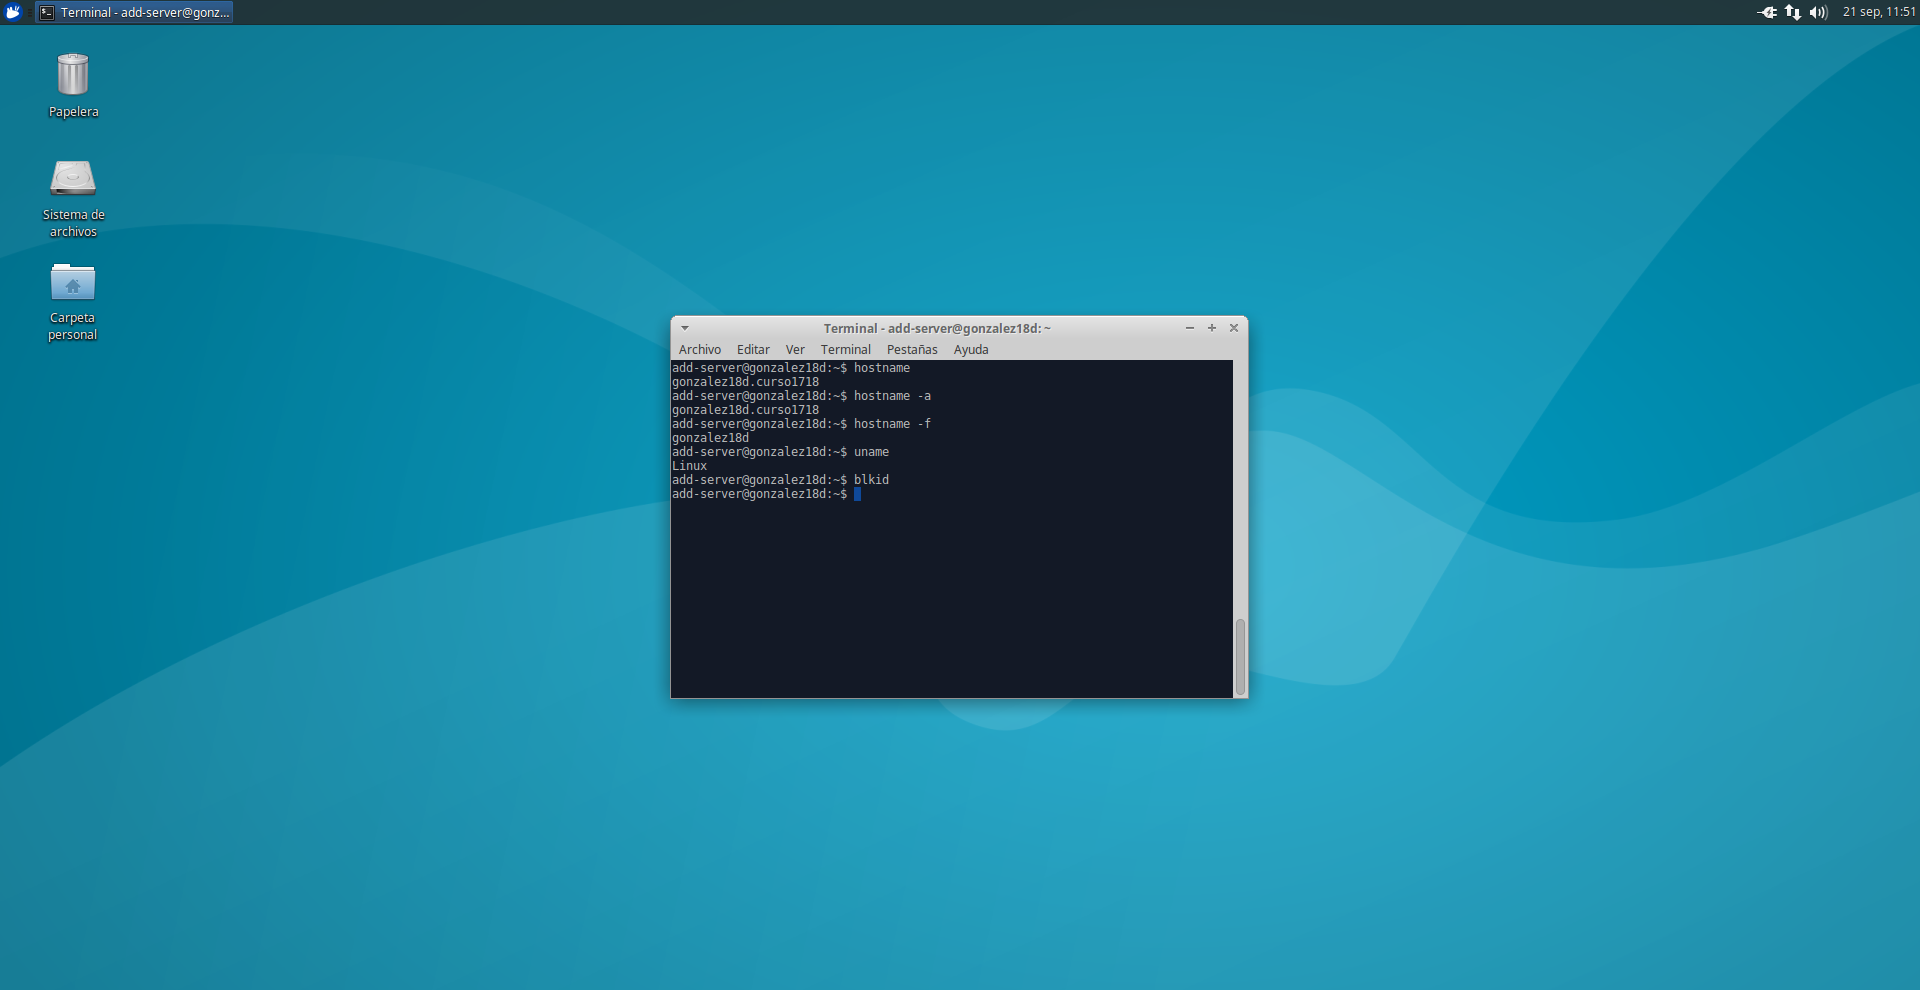 Terminal - add-server@gonz...
21 sep, 11:51
Papelera
Sistema de
archivos
Carpeta
personal
Terminal - add-server@gonzalez18d: ~
Archivo Editar Ver Terminal Pestañas Ayuda
add-server@gonzalez18d:~$ hostname
gonzalez18d.curso1718
add-server@gonzalez18d:~$ hostname -a
gonzalez18d.curso1718
add-server@gonzalez18d:~$ hostname -f
gonzalez18d
add-server@gonzalez18d:~$ uname
Linux
add-server@gonzalez18d:~$ blkid
add-server@gonzalez18d:~$